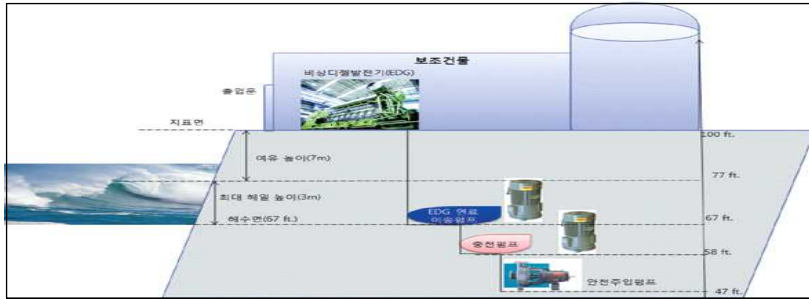 보조건물
비상디젤발전기(EDG)
출입문
지표면
100 ft.
여유 높이(7m)
77 ft.
최대 해일 높이(3m)
EDG 연료
이송펌프
67 ft.
해수면(67 ft.)
충전펌프
58 ft.
안전주입펌프
47 ft.